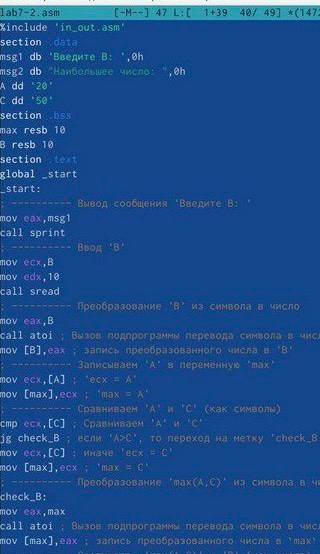 lab7-2.asm [-M--] 47 L:[ 1+39 40/ 49] *(1472
%include 'in_out.asm'
section .data
msg1 db 'Введите B: ',0h
msg2 db "Наибольшее число: ",0h
A dd '20'
C dd '50'
section .bss
max resb 10
B resb 10
section .text
global _start
_start:
; ---------- Вывод сообщения 'Введите B: '
mov eax,msg1
call sprint
; ---------- Ввод 'B'
mov ecx,B
mov edx,10
call sread
; ---------- Преобразование 'B' из символа в число
mov eax,B
call atoi ; Вызов подпрограммы перевода символа в числ
mov [B],eax ; запись преобразованного числа в 'B'
; ---------- Записываем 'A' в переменную 'max'
mov ecx,[A] ; 'ecx = A'
mov [max],ecx ; 'max = A'
; ---------- Сравниваем 'A' и 'C' (как символы)
cmp ecx,[C] ; Сравниваем 'A' и 'C'
jg check_B ; если 'A>C', то переход на метку 'check_B
mov ecx,[C] ; иначе 'ecx = C'
mov [max],ecx ; 'max = C'
; ---------- Преобразование 'max(A,C)' из символа в чи
check_B:
mov eax,max
call atoi ; Вызов подпрограммы перевода символа в числ
mov [max],eax ; запись преобразованного числа в 'max'